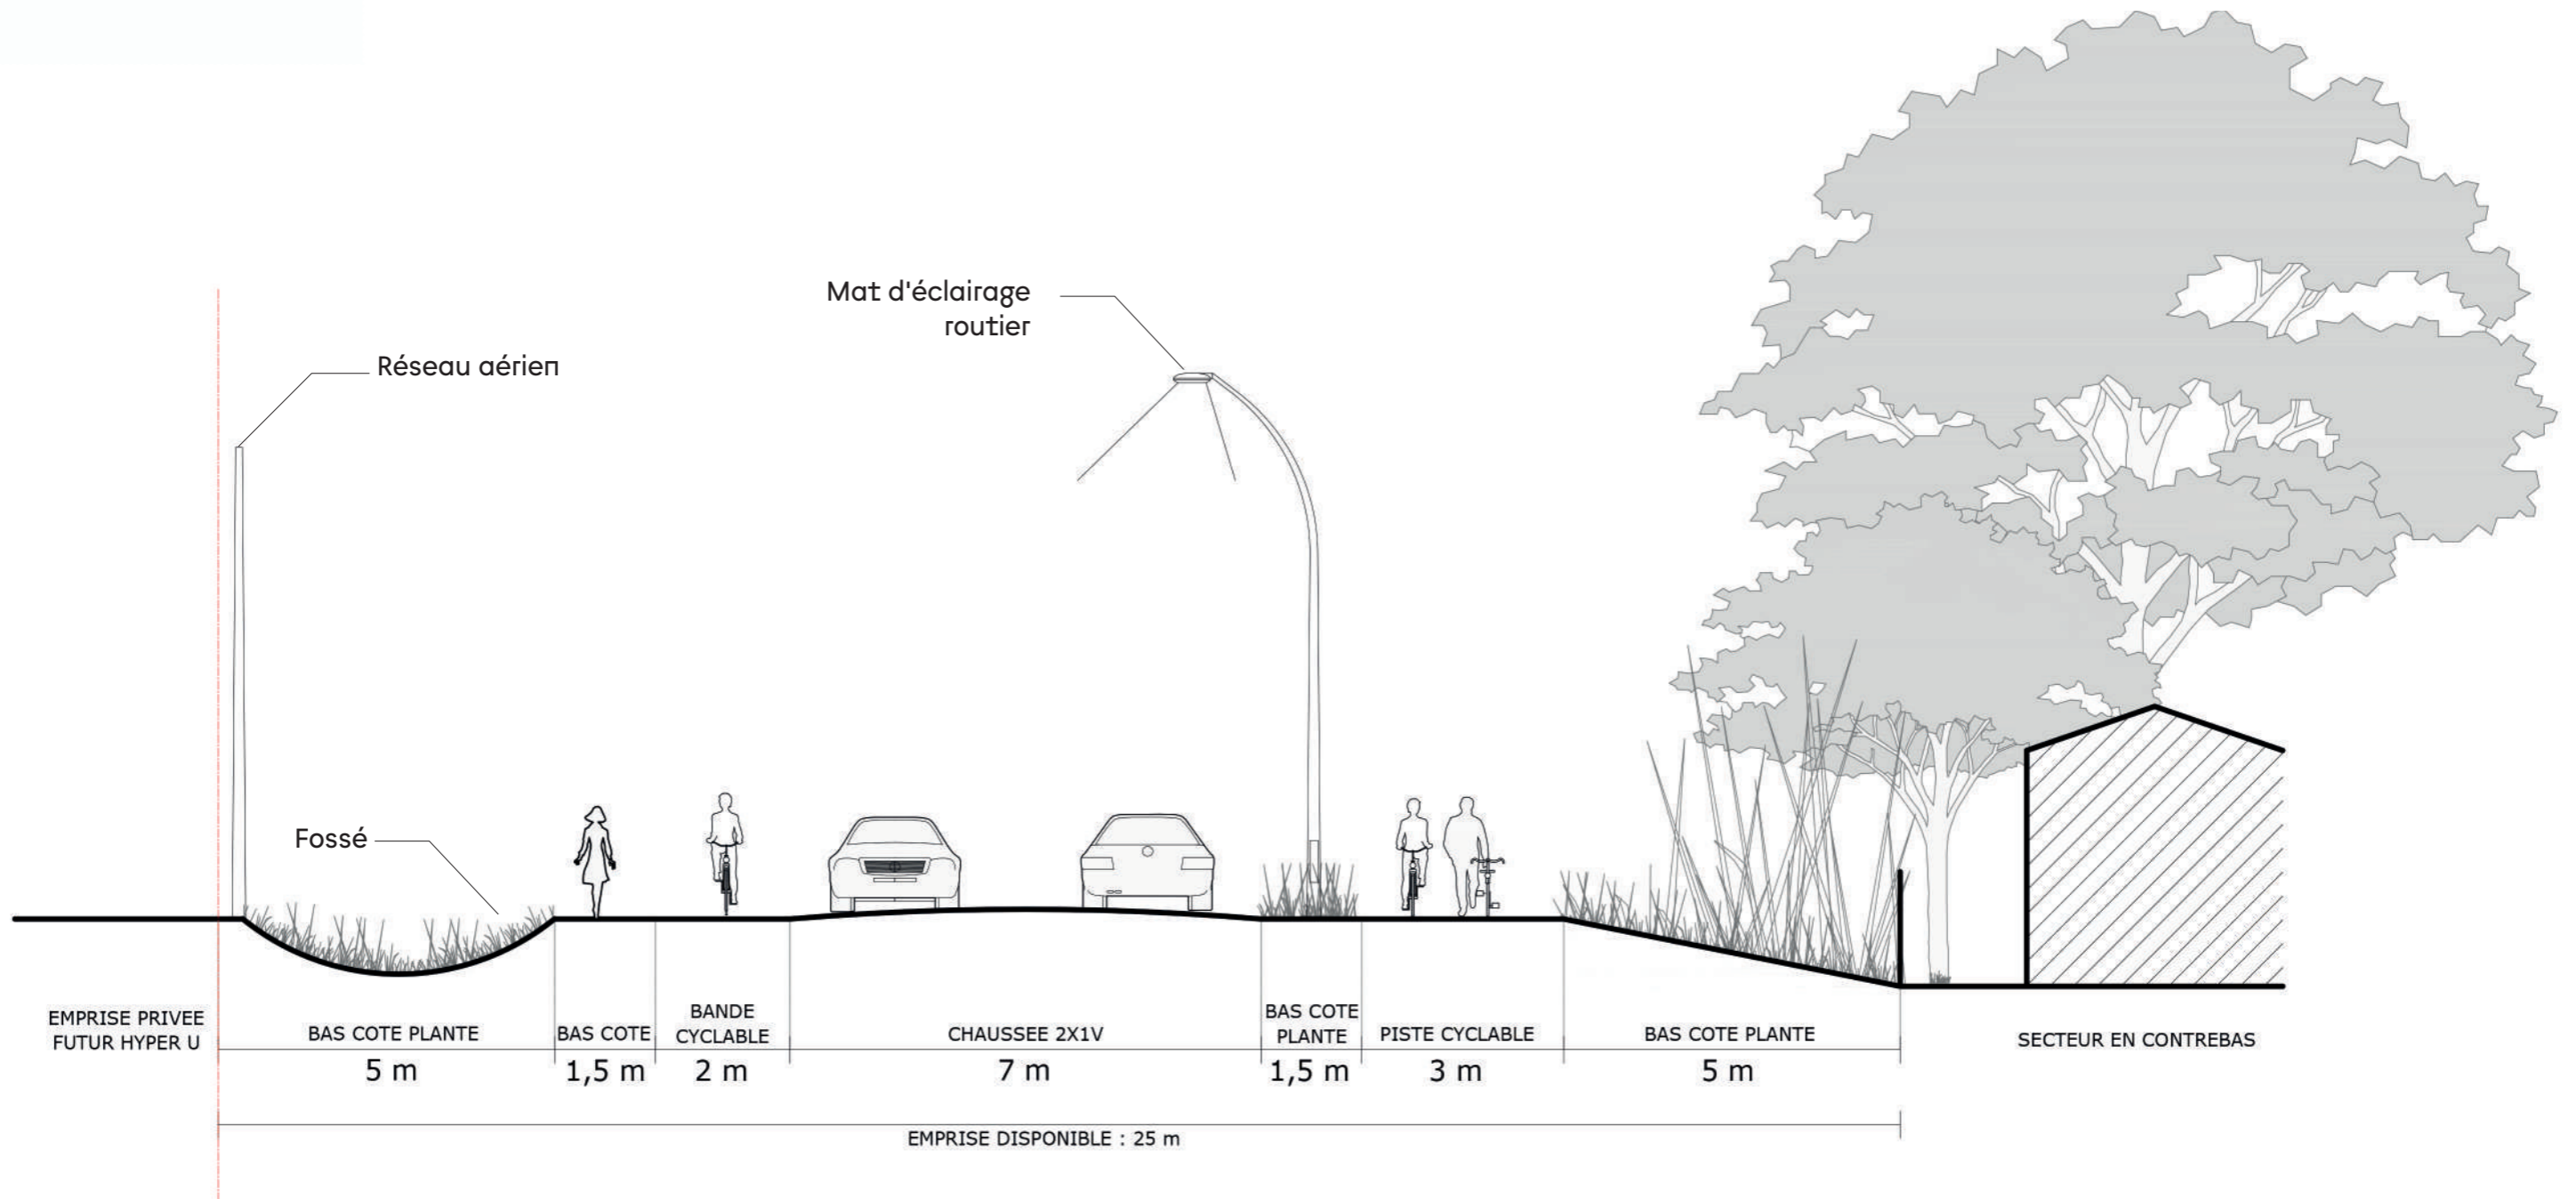 Mat d'éclairage
routier
Réseau aérien
Fossé
EMPRISE PRIVEE
FUTUR HYPER U
BAS COTE PLANTE
5 m
BAS COTE
1,5 m
BANDE
CYCLABLE
2 m
CHAUSSEE 2X1V
7 m
BAS COTE
PLANTE
1,5 m
PISTE CYCLABLE
3 m
BAS COTE PLANTE
5 m
SECTEUR EN CONTREBAS
EMPRISE DISPONIBLE : 25 m